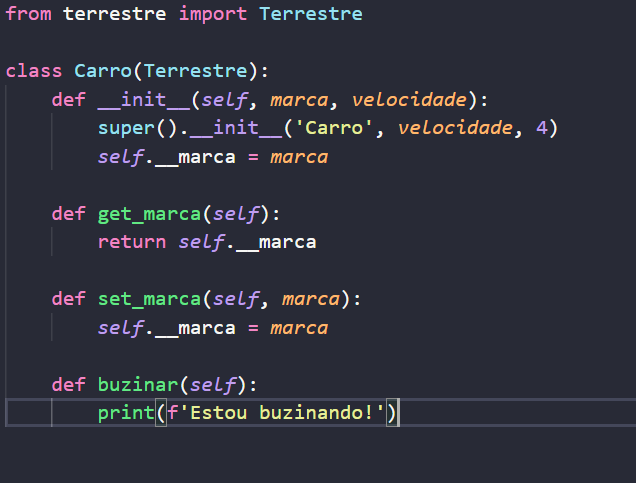 from terrestre import Terrestre
class Carro(Terrestre):
    def __init__(self, marca, velocidade):
        super().__init__('Carro', velocidade, 4)
        self.__marca = marca
    def get_marca(self):
        return self.__marca
    def set_marca(self, marca):
        self.__marca = marca
    def buzinar(self):
        print(f'Estou buzinando!')